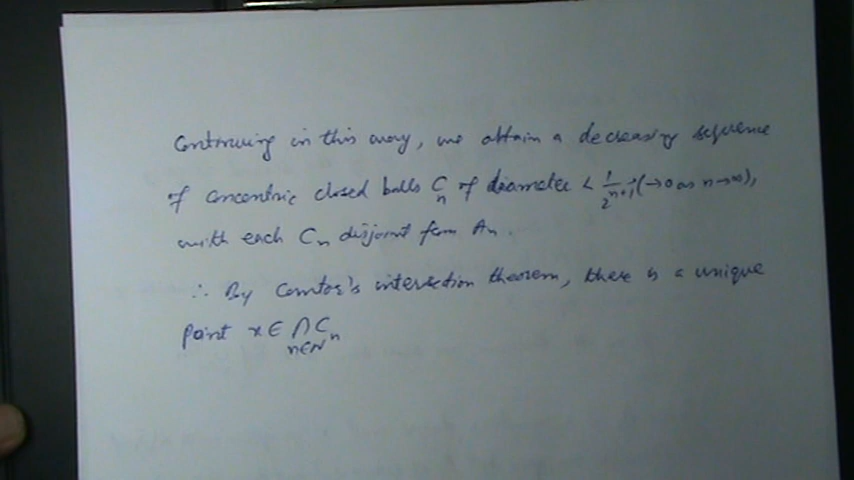 Continuing in this way, we obtain a decreasing sequence
of concentric closed balls Cₙ of diameter < 1/2ⁿ⁺¹ (→0 as n→∞),
with each Cₙ disjoint from Aₙ.
∴ By Cantor's intersection theorem, there is a unique
point x ∈ ∩ Cₙ
n∈N